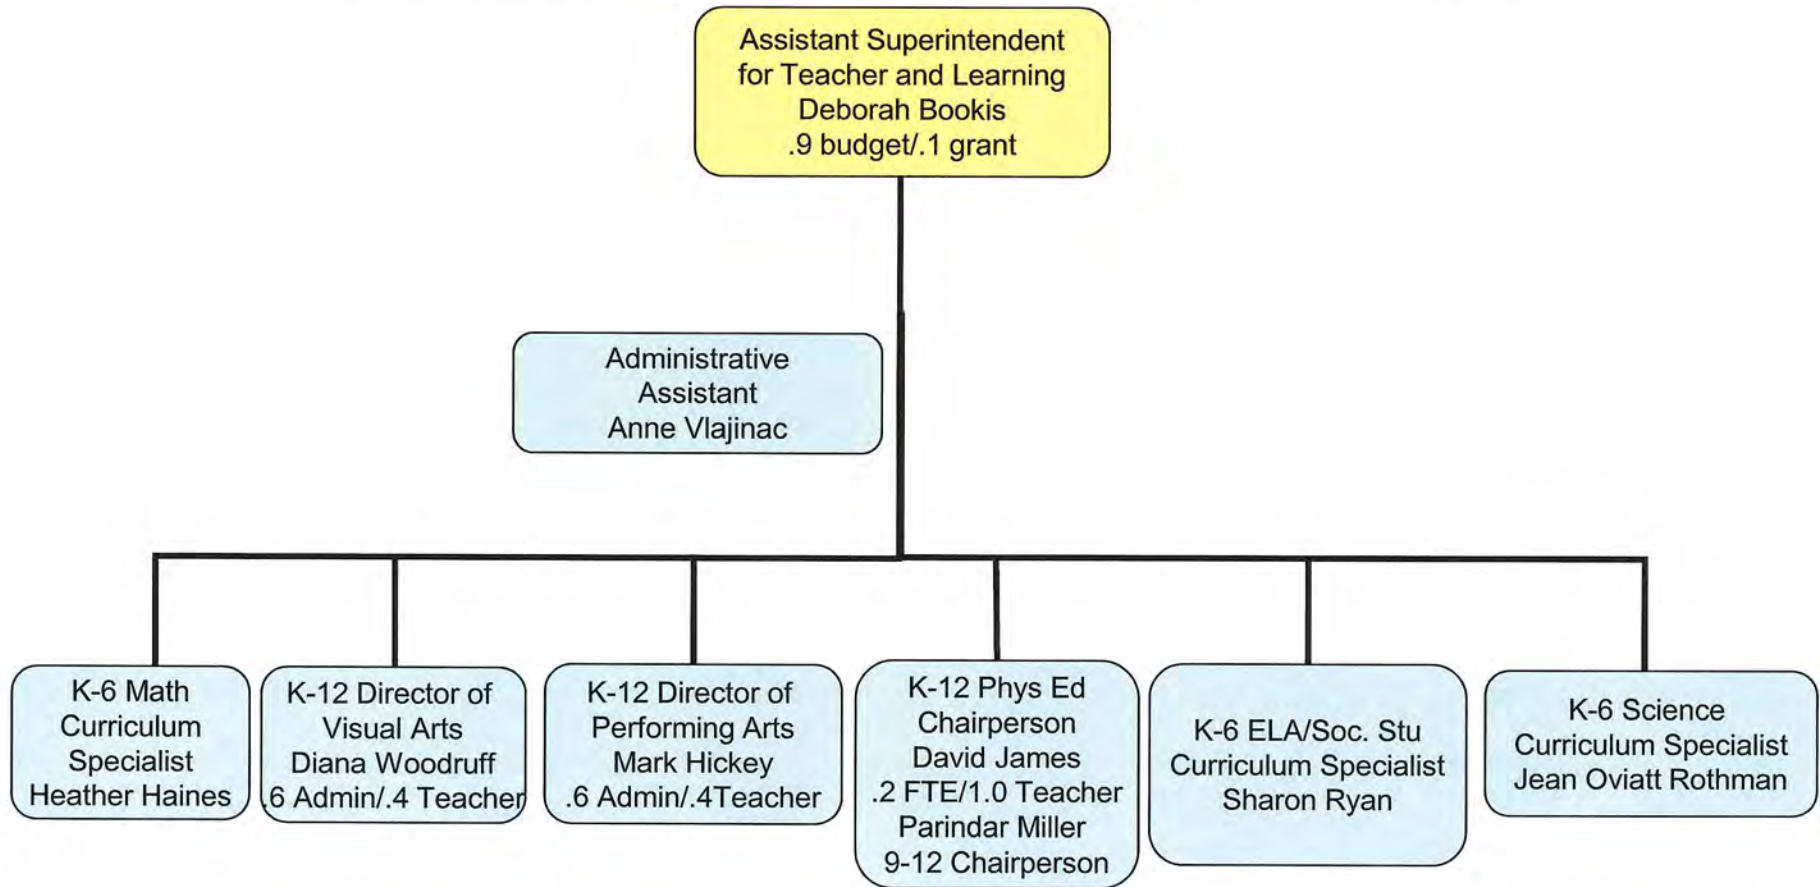 Assistant Superintendent
for Teacher and Learning
Deborah Bookis
.9 budget/.1 grant
Administrative
Assistant
Anne Vlajinac
K-6 Math
Curriculum
Specialist
Heather Haines
K-12 Director of
Visual Arts
Diana Woodruff
.6 Admin/.4 Teacher
K-12 Director of
Performing Arts
Mark Hickey
.6 Admin/.4Teacher
K-12 Phys Ed
Chairperson
David James
.2 FTE/1.0 Teacher
Parindar Miller
9-12 Chairperson
K-6 ELA/Soc. Stu
Curriculum Specialist
Sharon Ryan
K-6 Science
Curriculum Specialist
Jean Oviatt Rothman